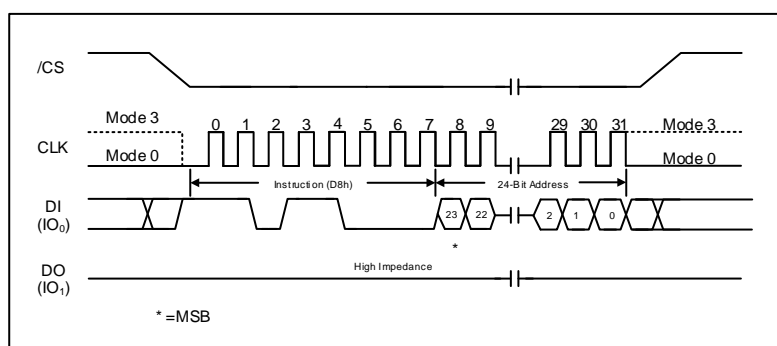 /CS
Mode 3
0 1 2 3 4 5 6 7 8 9 29 30 31
Mode 3
CLK
Mode 0
Mode 0
Instruction (D8h)
24-Bit Address
DI
(IO₀)
23 22 2 1 0
*
DO
(IO₁)
High Impedance
* =MSB